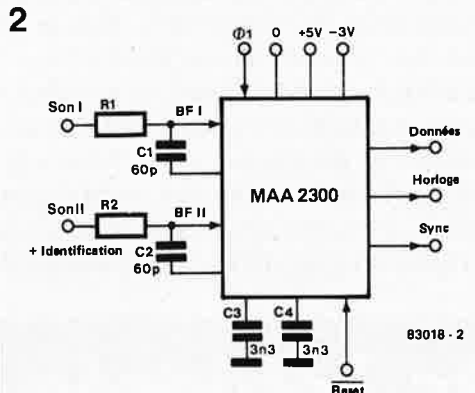 2
Φ1 0 +5V -3V
Son I R1 BF I
C1
60p
Données
MAA 2300
Horloge
Son II R2 BF II
+ Identification
C2
60p
Sync
C3 C4
3n3 3n3
83018 - 2
Reset